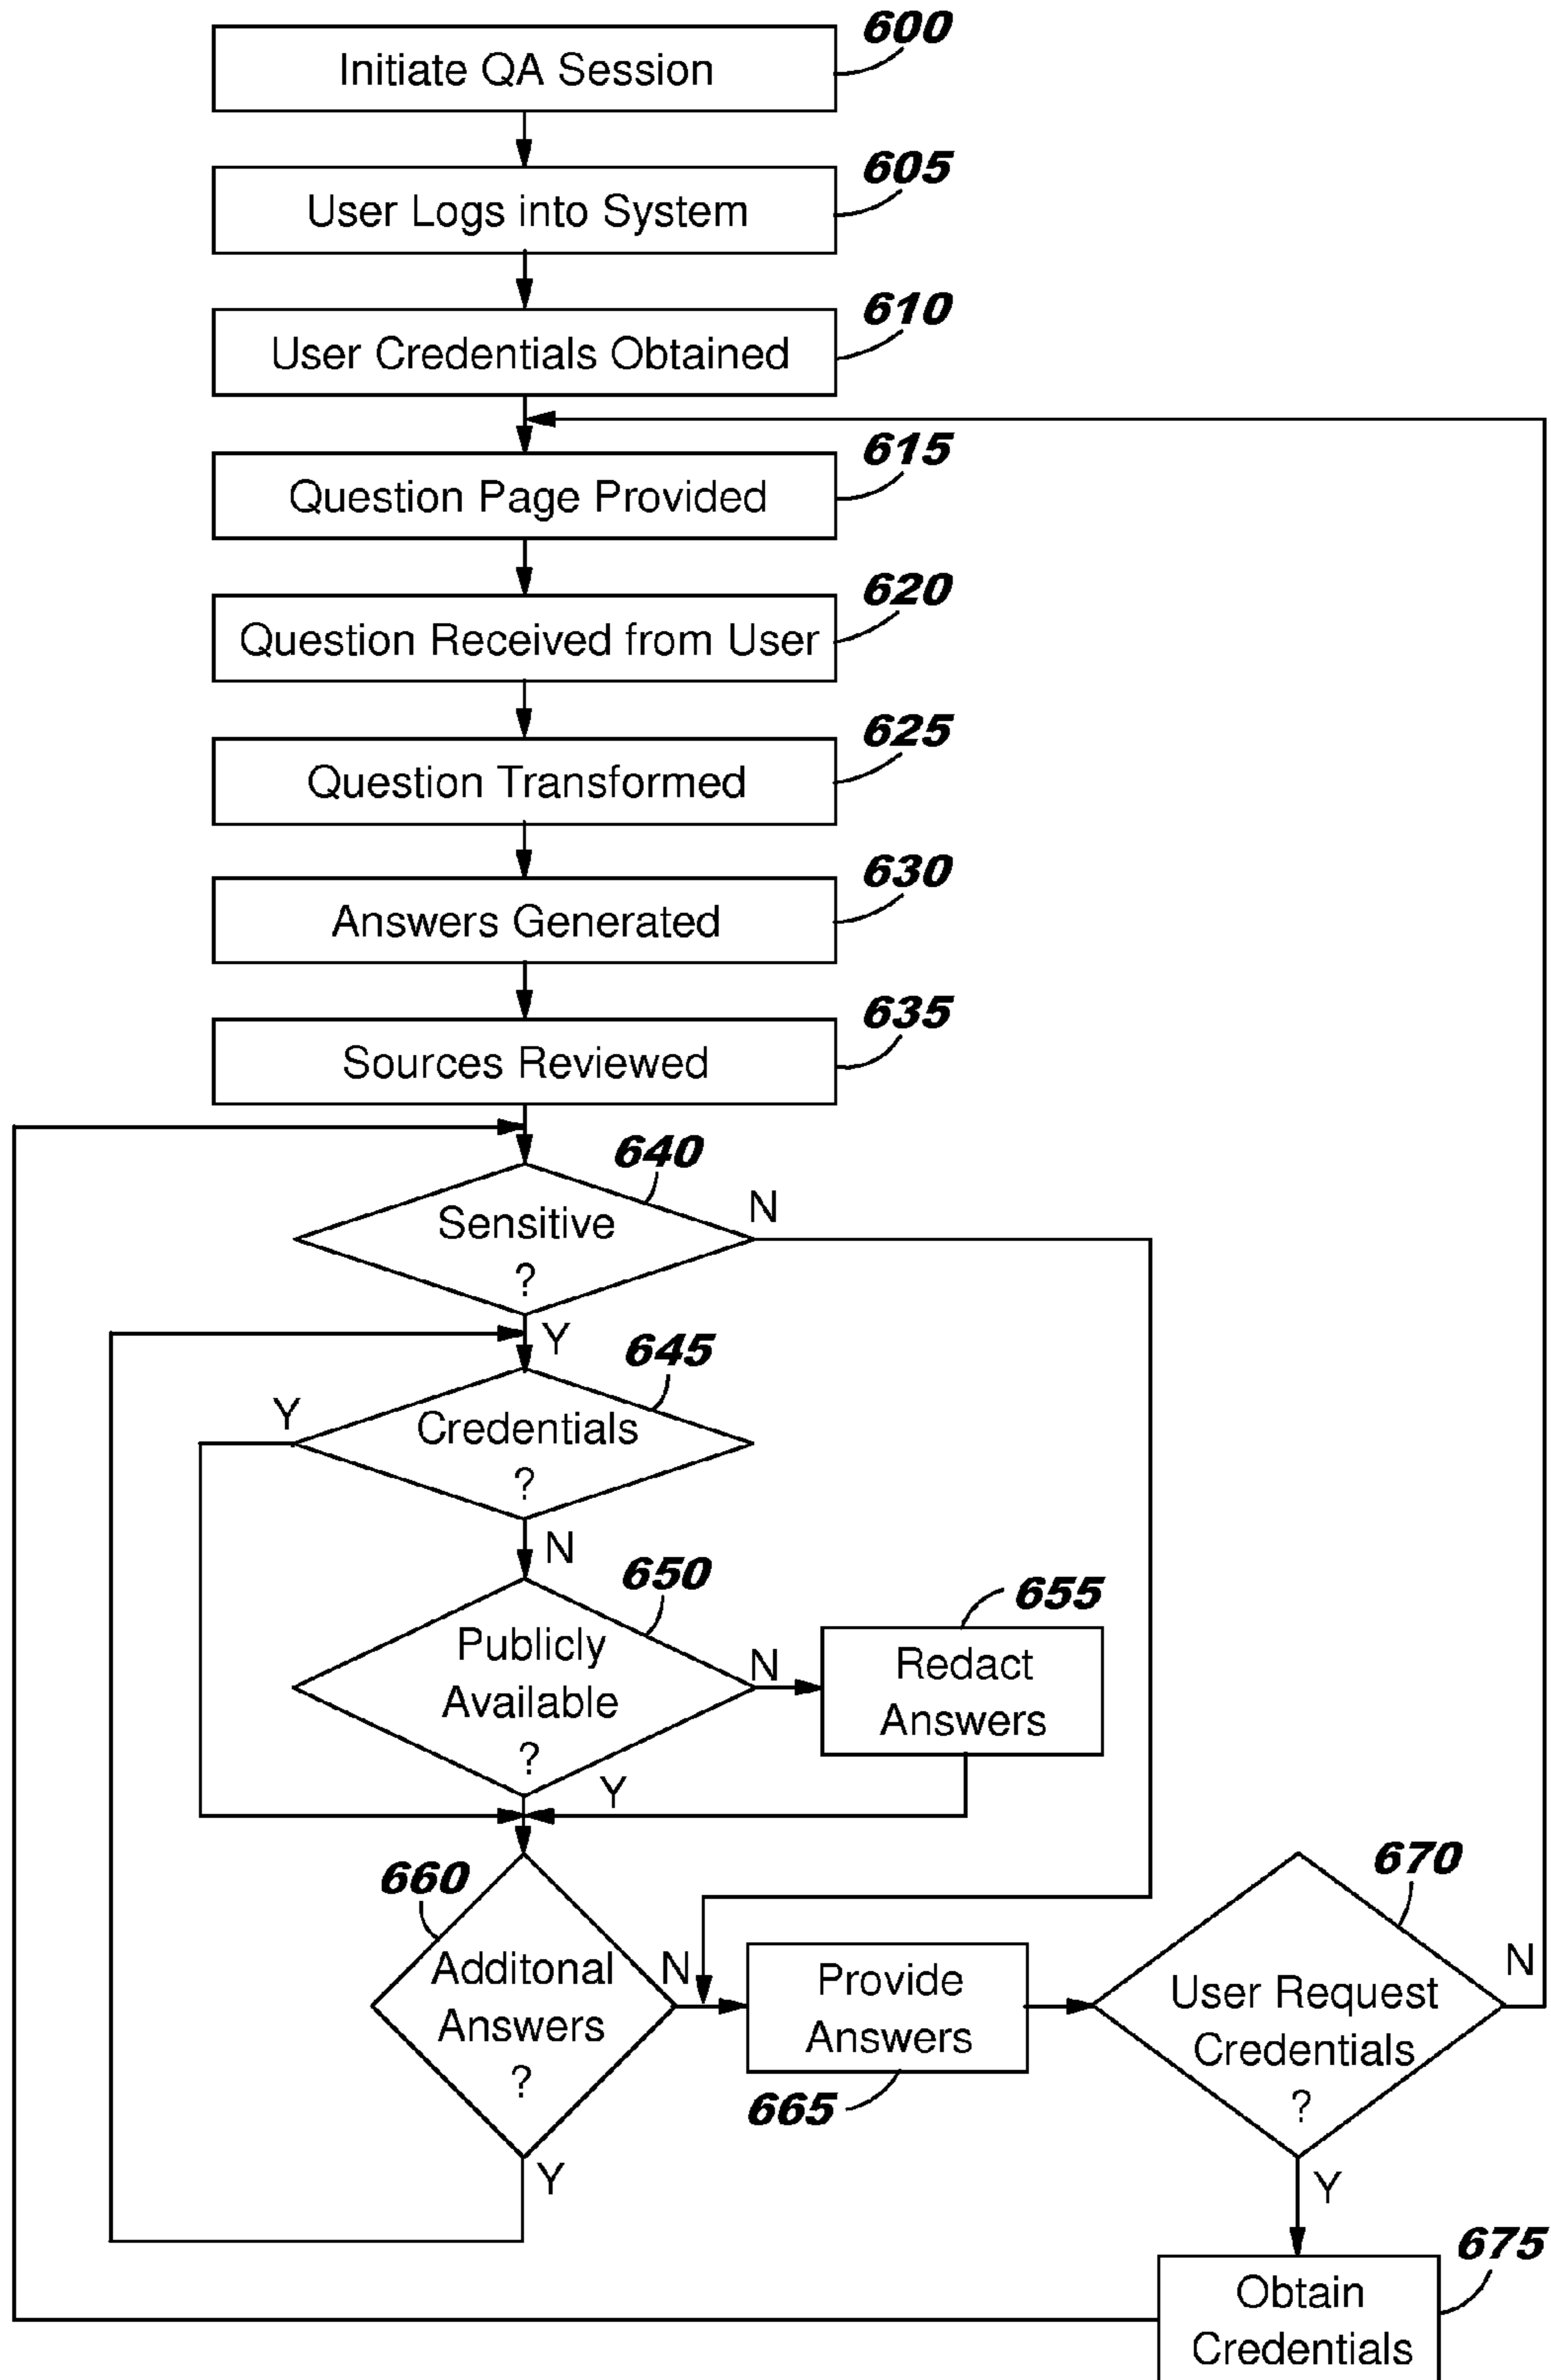 600
Initiate QA Session
605
User Logs into System
610
User Credentials Obtained
615
Question Page Provided
620
Question Received from User
625
Question Transformed
630
Answers Generated
635
Sources Reviewed
640
Sensitive
?
N
Y
645
Credentials
?
Y
N
650
Publicly
Available
?
N
Y
655
Redact
Answers
660
Additonal
Answers
?
N
Y
Provide
Answers
665
670
User Request
Credentials
?
N
Y
675
Obtain
Credentials